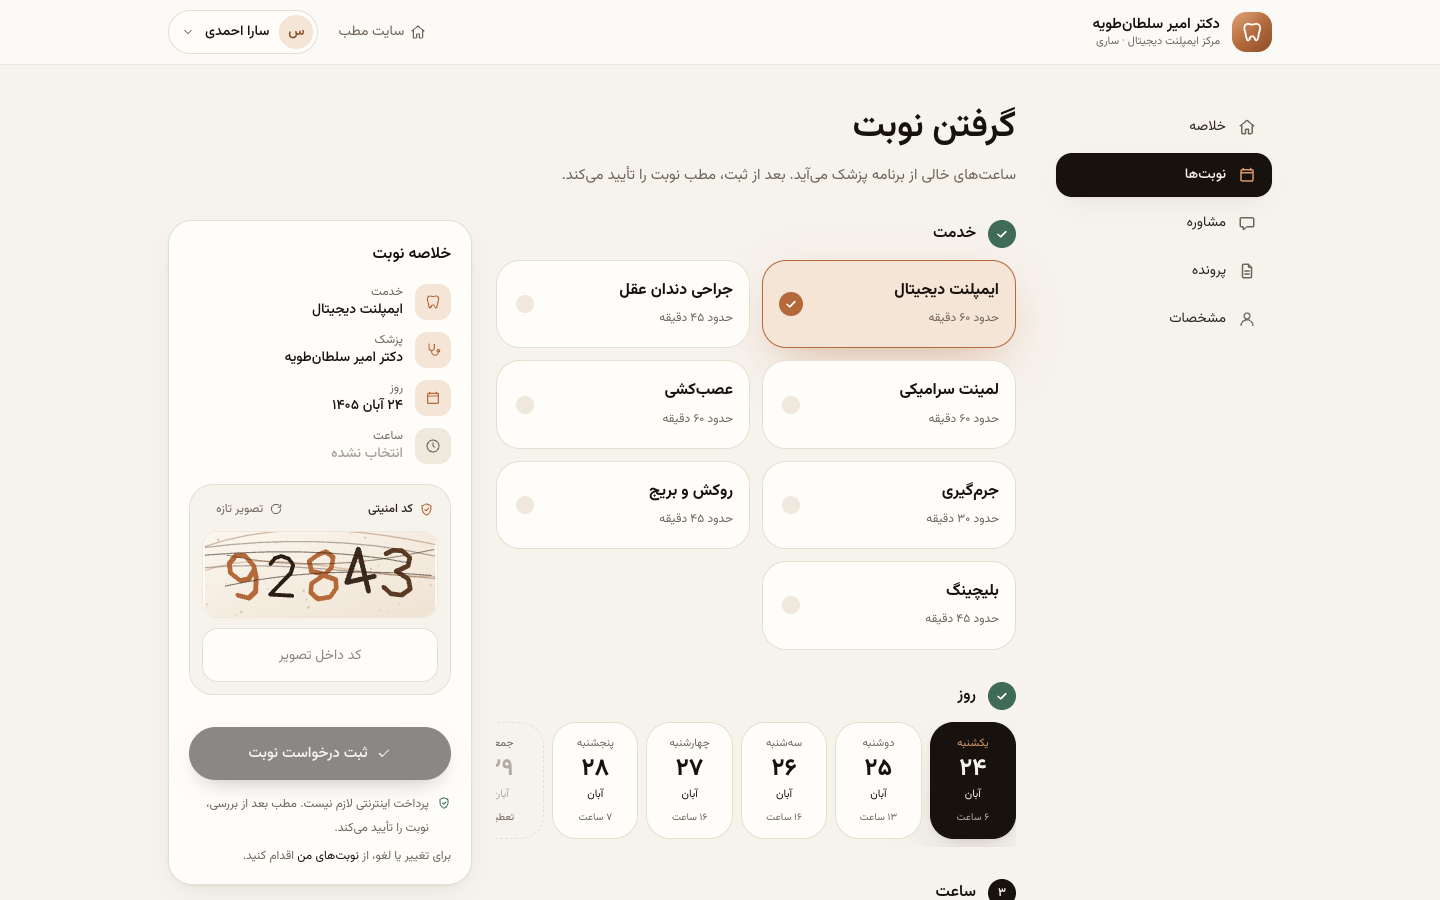 دکتر امیر سلطان‌طویه
مرکز ایمپلنت دیجیتال · ساری
سایت مطب
س
سارا احمدی
خلاصه
نوبت‌ها
مشاوره
پرونده
مشخصات
گرفتن نوبت
ساعت‌های خالی از برنامه پزشک می‌آید. بعد از ثبت، مطب نوبت را تأیید می‌کند.
خدمت
ایمپلنت دیجیتال
حدود ۶۰ دقیقه
جراحی دندان عقل
حدود ۴۵ دقیقه
لمینت سرامیکی
حدود ۶۰ دقیقه
عصب‌کشی
حدود ۶۰ دقیقه
جرم‌گیری
حدود ۳۰ دقیقه
روکش و بریج
حدود ۴۵ دقیقه
بلیچینگ
حدود ۴۵ دقیقه
روز
یکشنبه
۲۴
آبان
۶ ساعت
دوشنبه
۲۵
آبان
۱۳ ساعت
سه‌شنبه
۲۶
آبان
۱۶ ساعت
چهارشنبه
۲۷
آبان
۱۶ ساعت
پنجشنبه
۲۸
آبان
۷ ساعت
۳
ساعت
خلاصه نوبت
خدمت
ایمپلنت دیجیتال
پزشک
دکتر امیر سلطان‌طویه
روز
۲۴ آبان ۱۴۰۵
ساعت
انتخاب نشده
کد امنیتی
تصویر تازه
92843
کد داخل تصویر
ثبت درخواست نوبت
پرداخت اینترنتی لازم نیست. مطب بعد از بررسی،
نوبت را تأیید می‌کند.
برای تغییر یا لغو، از نوبت‌های من اقدام کنید.